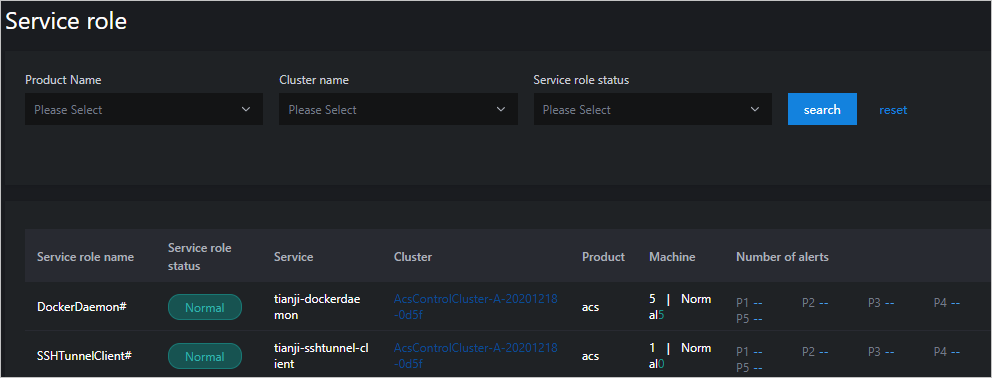 Service role
Product Name Cluster name Service role status
Please Select Please Select Please Select search reset
Service role name Service role status Service Cluster Product Machine Number of alerts
DockerDaemon# Normal tianji-dockerdae AcsControlCluster-A-20201218 acs 5 | Norm P1 -- P2 -- P3 -- P4 --
mon -0d5f al5 P5 --
SSHTunnelClient# Normal tianji-sshtunnel-cl AcsControlCluster-A-20201218 acs 1 | Norm P1 -- P2 -- P3 -- P4 --
ient -0d5f al0 P5 --